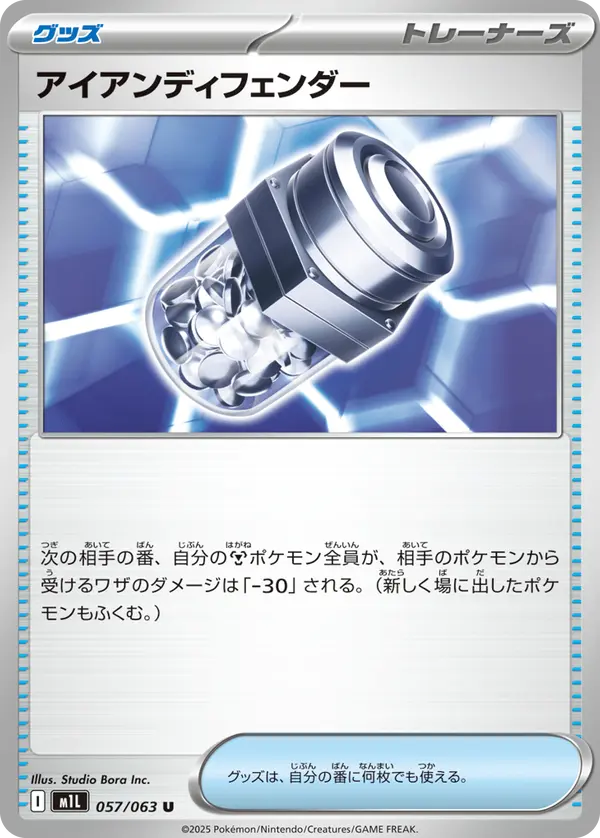 グッズ
トレーナーズ
アイアンディフェンダー
次の相手の番、自分のポケモン全員が、相手のポケモンから
受けるワザのダメージは「-30」される。（新しく場に出したポケ
モンもふくむ。）
Illus. Studio Bora Inc.
グッズは、自分の番に何枚でも使える。
I M1L 057/063 U
©2025 Pokémon/Nintendo/Creatures/GAME FREAK.